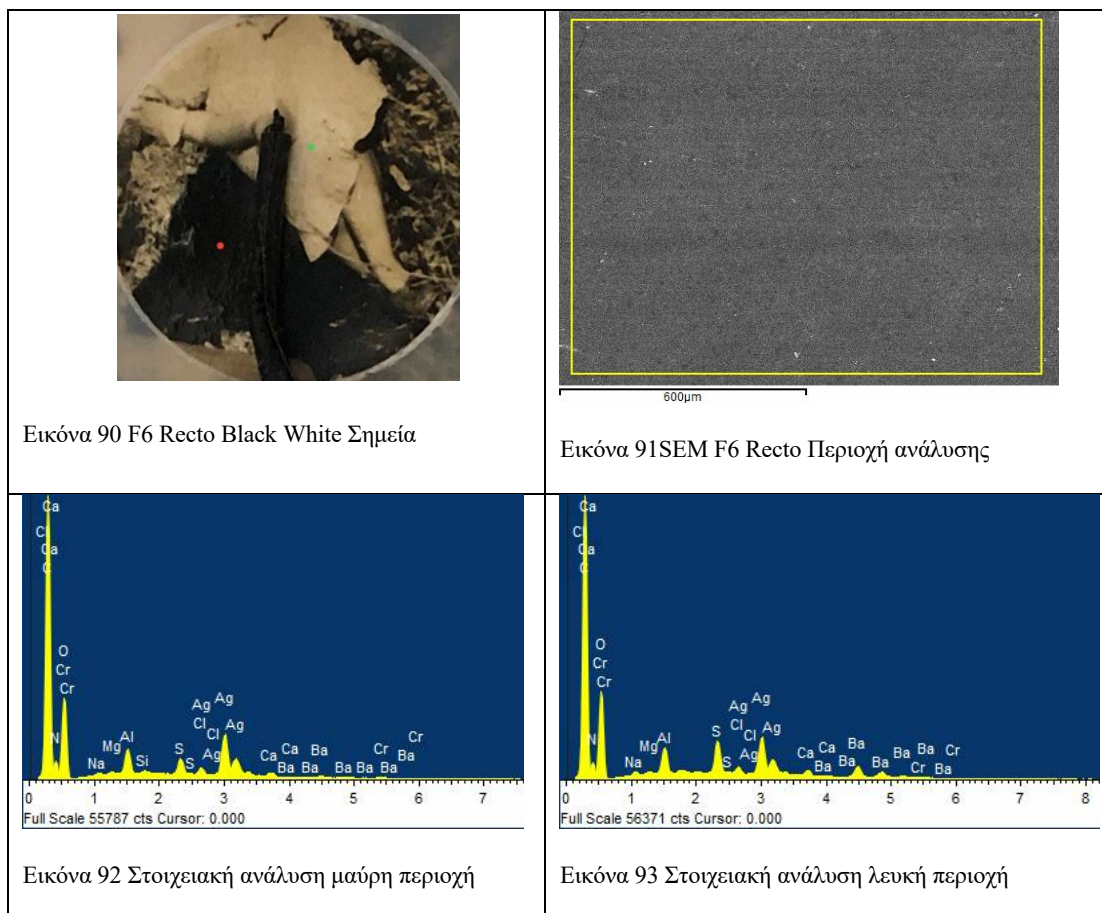 Εικόνα 90 F6 Recto Black White Σημεία
600μm
Εικόνα 91SEM F6 Recto Περιοχή ανάλυσης
Ca
Cl
Ca
C
O
Cr
Cr
N
Na
Mg
Al
Si
S
S
Ag
Ag
Cl
Cl
Ag
Ag
Ca
Ca
Ba
Ba
Ba
Ba
Cr
Ba
Ba
Cr
0 1 2 3 4 5 6 7
Full Scale 55787 cts Cursor: 0.000
Εικόνα 92 Στοιχειακή ανάλυση μαύρη περιοχή
Ca
Cl
Ca
C
O
Cr
Cr
N
Na
Mg
Al
S
S
Ag
Ag
Cl
Cl
Ag
Ag
Ca
Ca
Ba
Ba
Ba
Ba
Ba
Ba
Cr
Cr
Ba
0 1 2 3 4 5 6 7 8
Full Scale 56371 cts Cursor: 0.000
Εικόνα 93 Στοιχειακή ανάλυση λευκή περιοχή